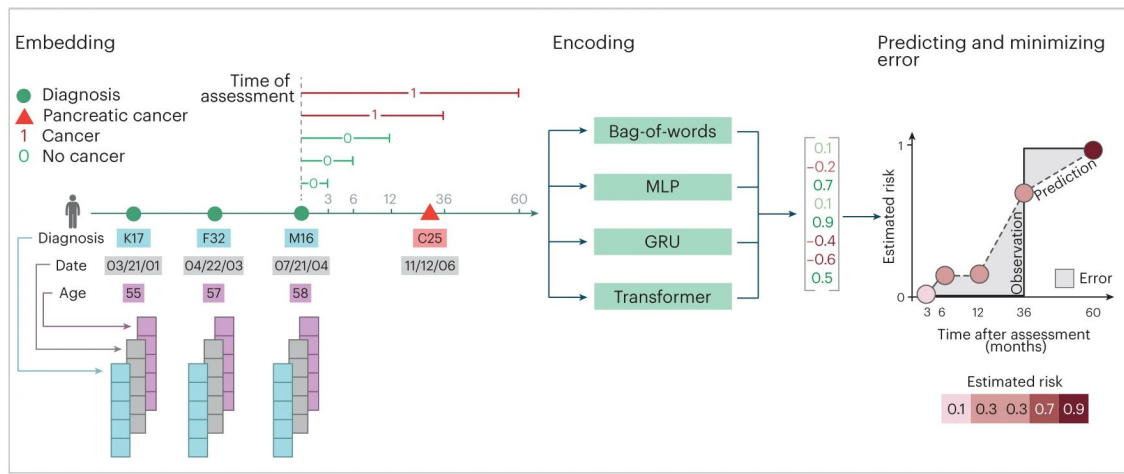 Embedding
Encoding
Predicting and minimizing
error
Diagnosis
Pancreatic cancer
1 Cancer
0 No cancer
Time of
assessment
1
1
0
0
0
3 6 12 36 60
Diagnosis K17 F32 M16 C25
Date 03/21/01 04/22/03 07/21/04 11/12/06
Age 55 57 58
Bag-of-words
MLP
GRU
Transformer
0.1
−0.2
0.7
0.1
0.9
−0.4
−0.6
0.5
Estimated risk
1
0
Observation
Prediction
Error
3 6 12 36 60
Time after assessment
(months)
Estimated risk
0.1 0.3 0.3 0.7 0.9